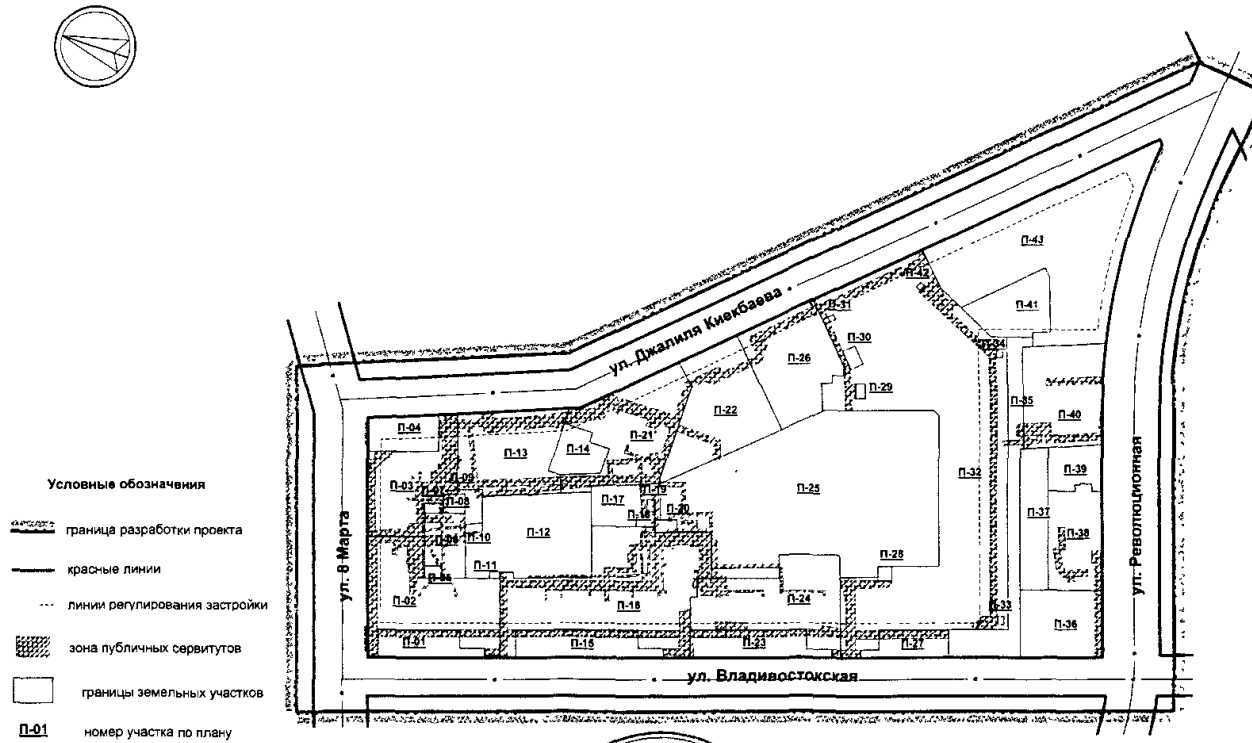 П-43
П-42
П-41
ул. Джалиля Киекбаева
П-31
П-30
П-34
П-26
П-29
П-35
П-40
П-22
П-04
П-21
П-13
П-14
П-32
П-39
ул. Революционная
Условные обозначния
П-03
П-09
П-07
П-08
П-17
П-19
П-25
П-37
П-20
граница разработки проекта
П-10
П-12
П-38
П-28
красные линии
ул. 8 Марта
П-11
П-02
П-24
линии регулирования застройки
П-16
П-33
П-36
зона публичных сервитутов
П-01
П-15
П-23
П-27
ул. Владивостокская
границы земельных участков
П-01
номер участка по плану